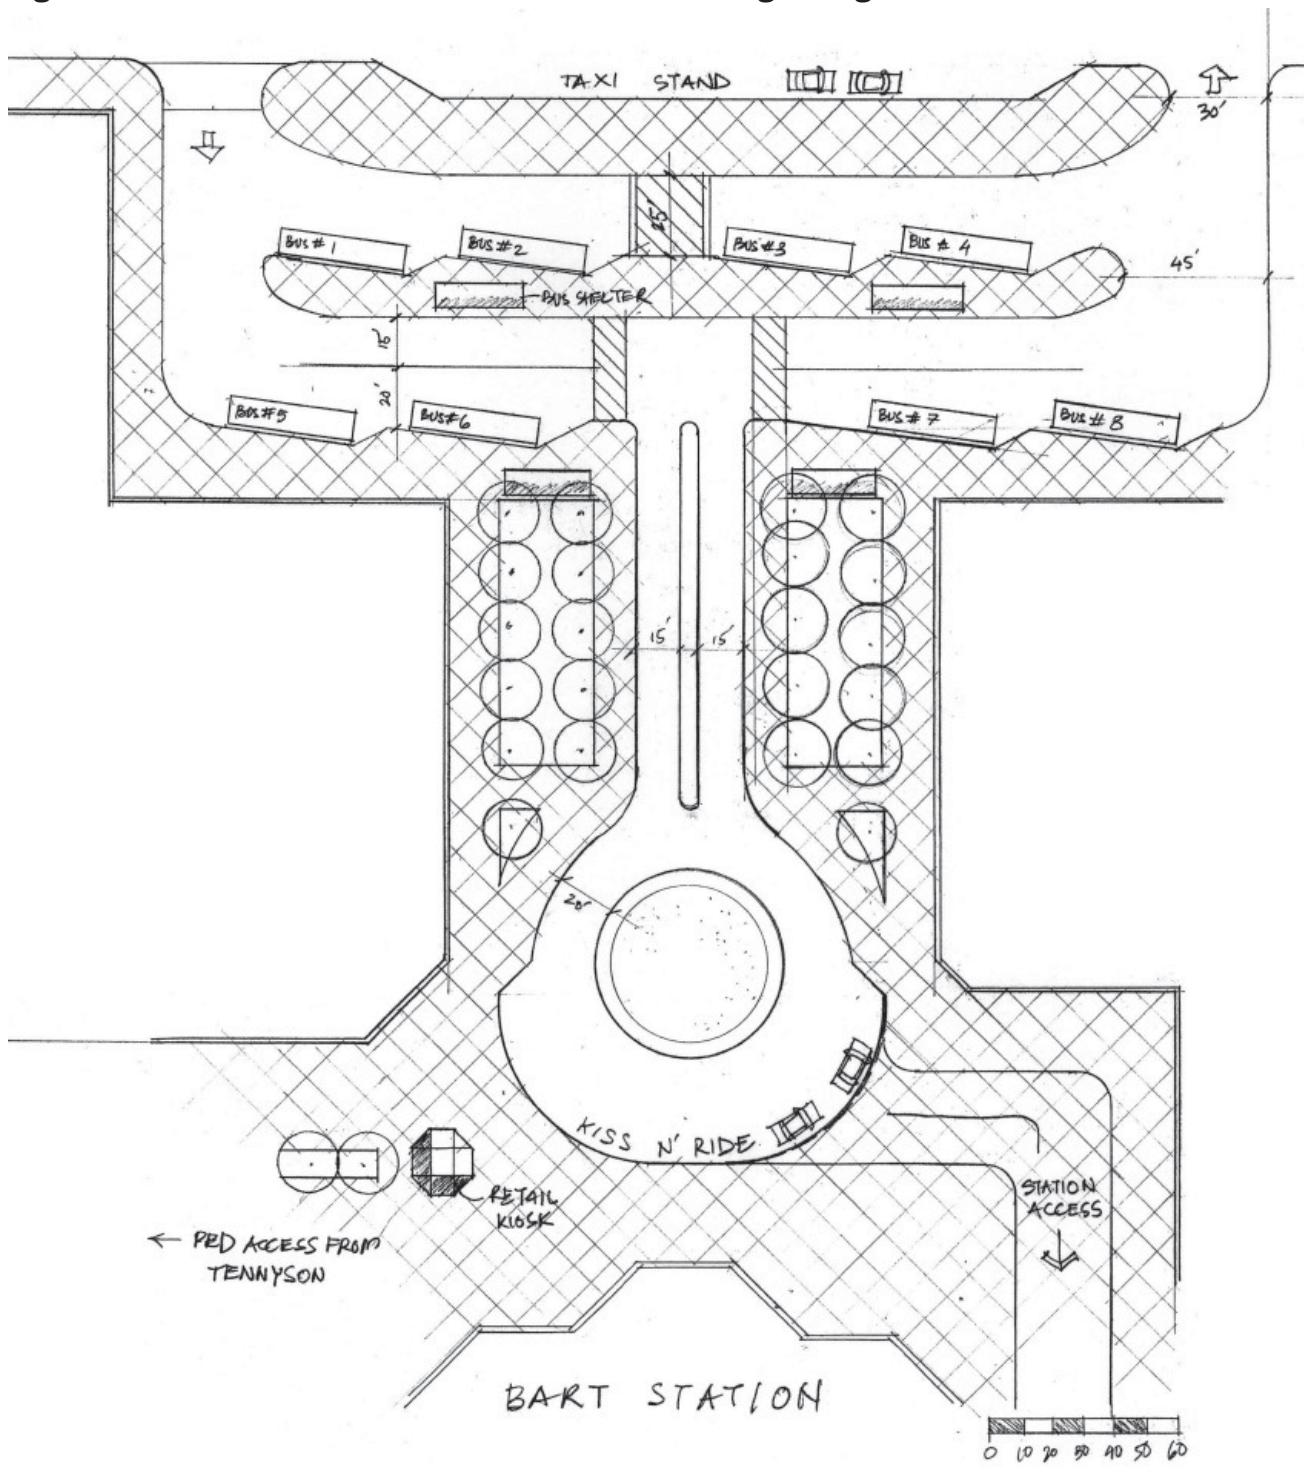 TAXI STAND
30'
25'
BUS # 1
BUS # 2
BUS #3
BUS # 4
45'
BUS SHELTER
16'
20'
BUS #5
BUS #6
BUS # 7
BUS # 8
15'
15'
20'
KISS N' RIDE
RETAIL
KIOSK
STATION
ACCESS
← PED ACCESS FROM
TENNYSON
BART STATION
0 10 20 30 40 50 60